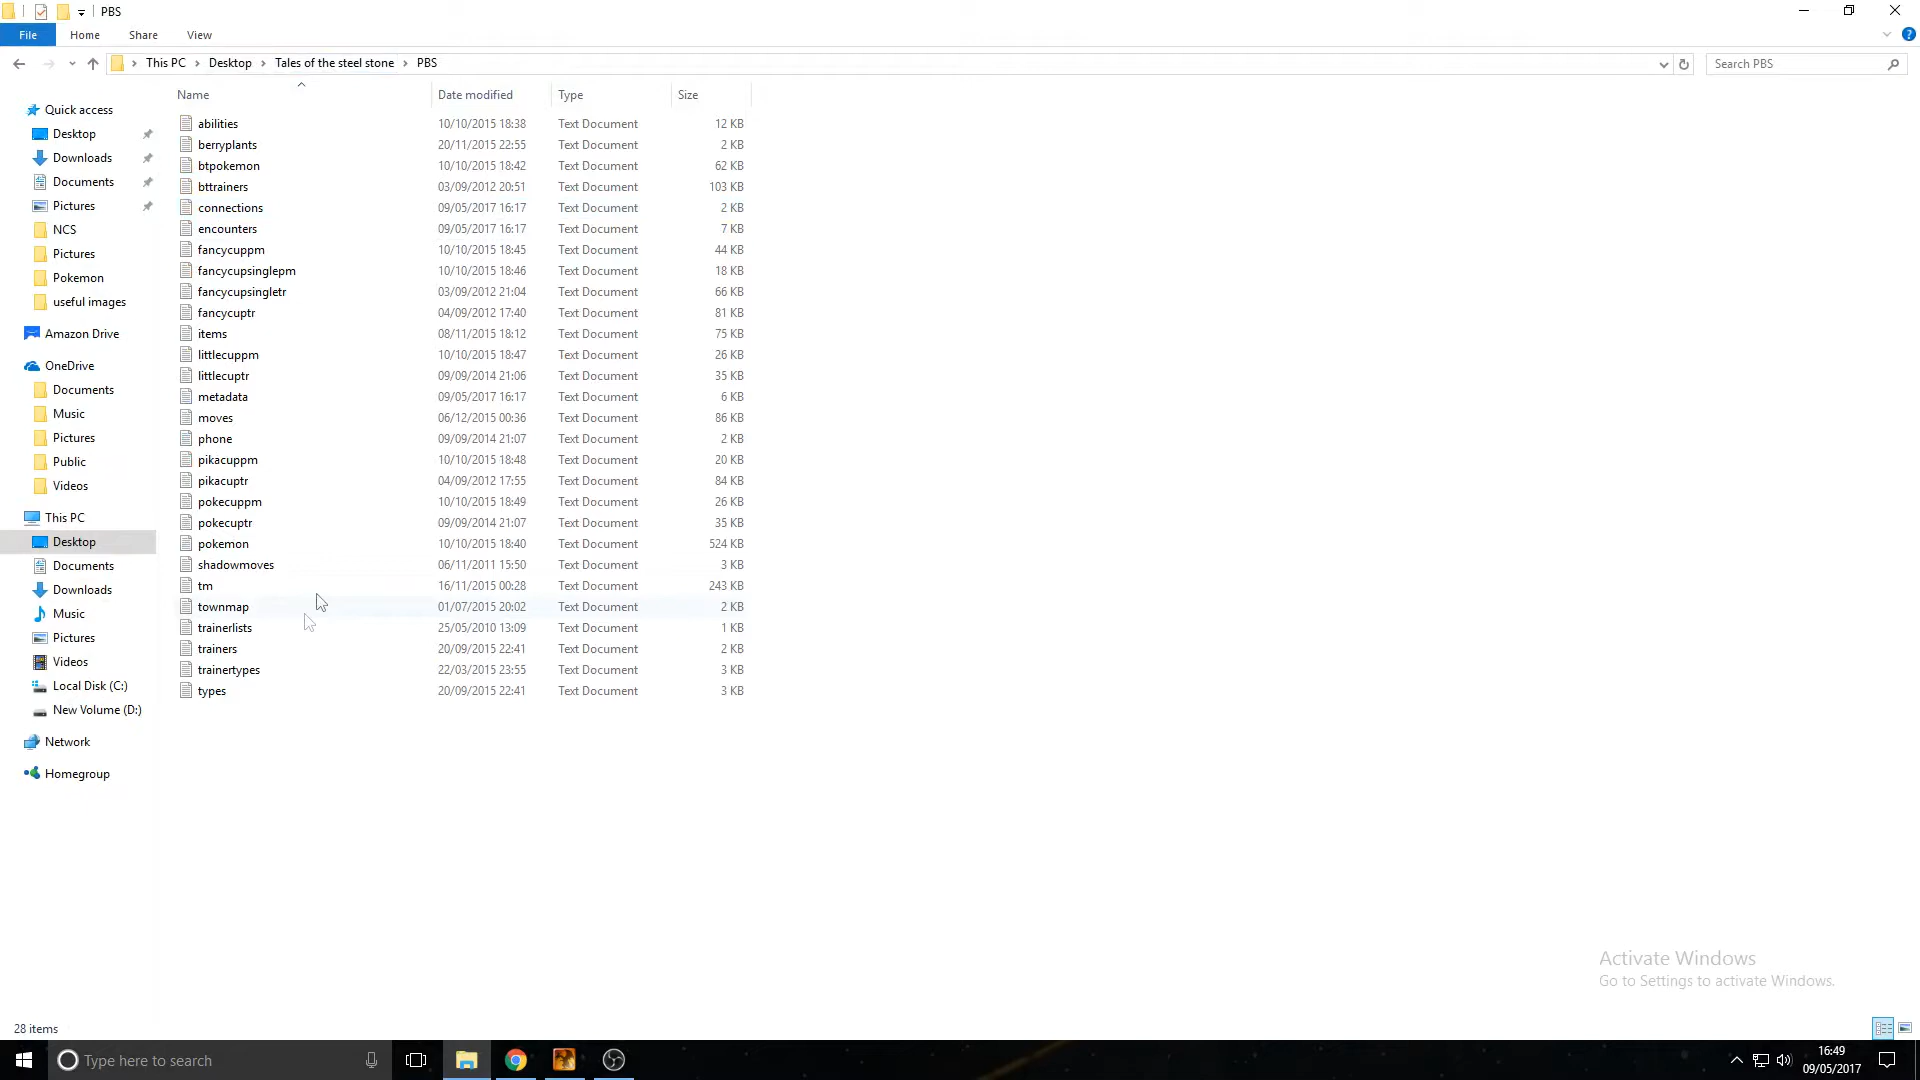 PBS
File Home Share View
This PC Desktop Tales of the steel stone PBS
Search PBS
Name Date modified Type Size
Quick access
Desktop
Downloads
Documents
Pictures
NCS
Pictures
Pokemon
useful images
Amazon Drive
OneDrive
Documents
Music
Pictures
Public
Videos
This PC
Desktop
Documents
Downloads
Music
Pictures
Videos
Local Disk (C:)
New Volume (D:)
Network
Homegroup
abilities 10/10/2015 18:38 Text Document 12 KB
berryplants 20/11/2015 22:55 Text Document 2 KB
btpokemon 10/10/2015 18:42 Text Document 62 KB
bttrainers 03/09/2012 20:51 Text Document 103 KB
connections 09/05/2017 16:17 Text Document 2 KB
encounters 09/05/2017 16:17 Text Document 7 KB
fancycuppm 10/10/2015 18:45 Text Document 44 KB
fancycupsinglepm 10/10/2015 18:46 Text Document 18 KB
fancycupsingletr 03/09/2012 21:04 Text Document 66 KB
fancycuptr 04/09/2012 17:40 Text Document 81 KB
items 08/11/2015 18:12 Text Document 75 KB
littlecuppm 10/10/2015 18:47 Text Document 26 KB
littlecuptr 09/09/2014 21:06 Text Document 35 KB
metadata 09/05/2017 16:17 Text Document 6 KB
moves 06/12/2015 00:36 Text Document 86 KB
phone 09/09/2014 21:07 Text Document 2 KB
pikacuppm 10/10/2015 18:48 Text Document 20 KB
pikacuptr 04/09/2012 17:55 Text Document 84 KB
pokecuppm 10/10/2015 18:49 Text Document 26 KB
pokecuptr 09/09/2014 21:07 Text Document 35 KB
pokemon 10/10/2015 18:40 Text Document 524 KB
shadowmoves 06/11/2011 15:50 Text Document 3 KB
tm 16/11/2015 00:28 Text Document 243 KB
townmap 01/07/2015 20:02 Text Document 2 KB
trainerlists 25/05/2010 13:09 Text Document 1 KB
trainers 20/09/2015 22:41 Text Document 2 KB
trainertypes 22/03/2015 23:55 Text Document 3 KB
types 20/09/2015 22:41 Text Document 3 KB
Activate Windows
Go to Settings to activate Windows.
28 items
Type here to search
16:49
09/05/2017